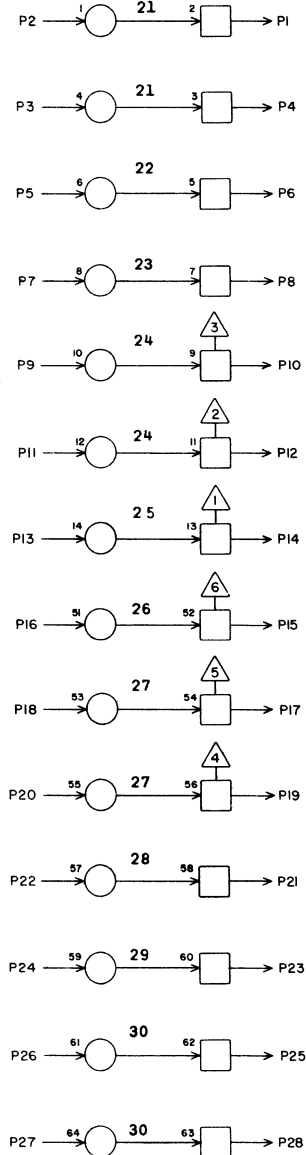 P2 1 21 2 P1
P3 4 21 3 P4
P5 6 22 5 P6
P7 8 23 7 P8
3
P9 10 24 9 P10
2
P11 12 24 11 P12
1
P13 14 25 13 P14
6
P16 51 26 52 P15
5
P18 53 27 54 P17
4
P20 55 27 56 P19
P22 57 28 58 P21
P24 59 29 60 P23
P26 61 30 62 P25
P27 64 30 63 P28